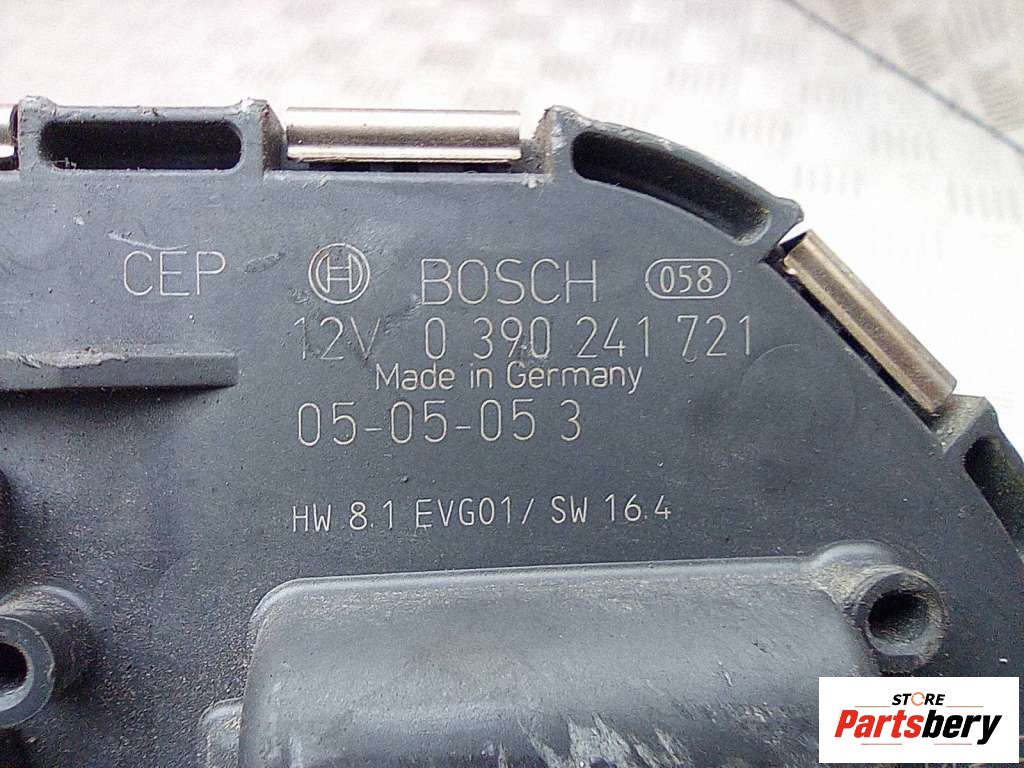 CEP BOSCH 058
12V 0 390 241 721
Made in Germany
05-05-05 3
HW 8.1 EVG01/ SW 16.4
STORE
Partsbery